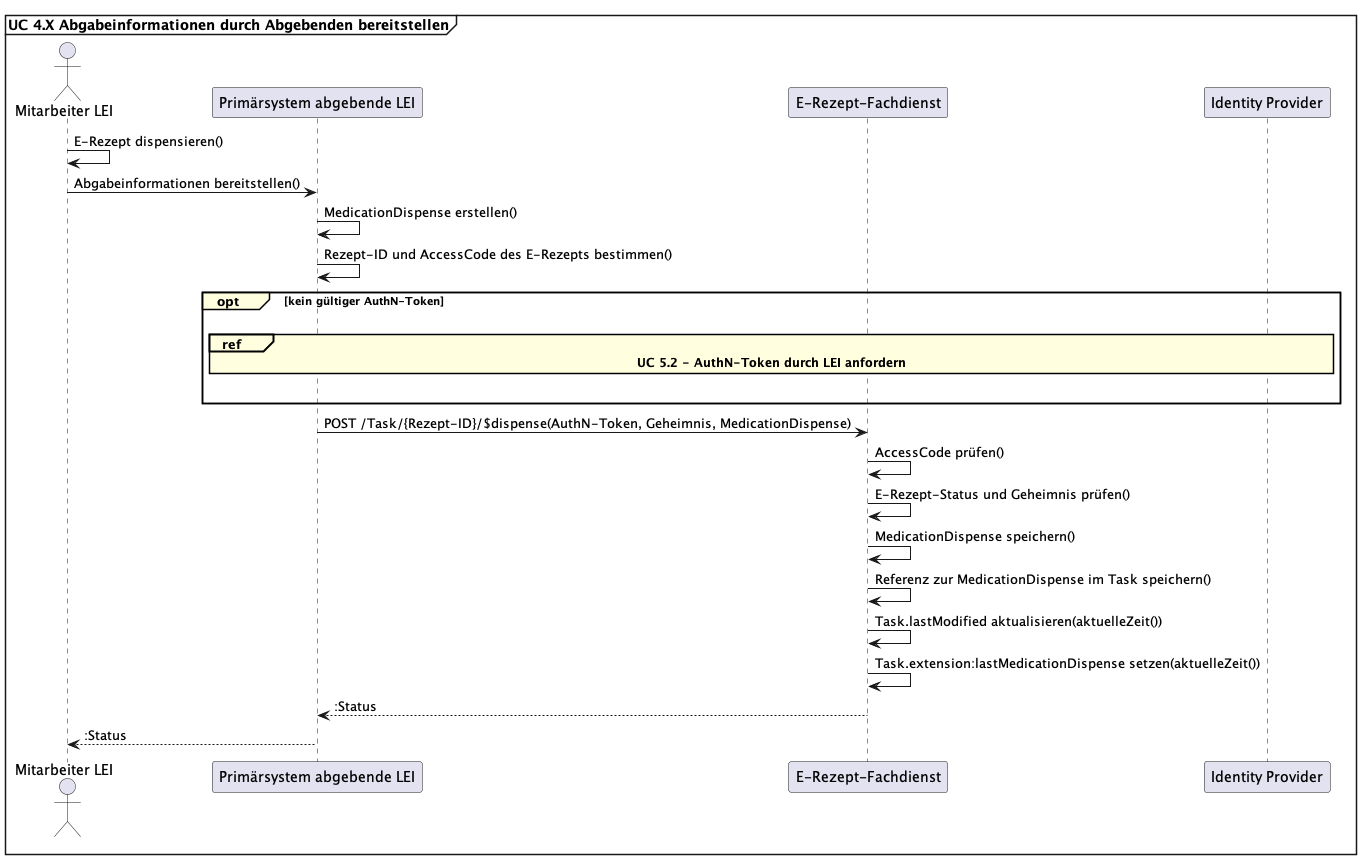 UC 4.X Abgabeinformationen durch Abgebenden bereitstellen
Mitarbeiter LEI
Primärsystem abgebende LEI
E-Rezept-Fachdienst
Identity Provider
E-Rezept dispensieren()
Abgabeinformationen bereitstellen()
MedicationDispense erstellen()
Rezept-ID und AccessCode des E-Rezepts bestimmen()
opt
[kein gültiger AuthN-Token]
ref
UC 5.2 - AuthN-Token durch LEI anfordern
POST /Task/{Rezept-ID}/$dispense(AuthN-Token, Geheimnis, MedicationDispense)
AccessCode prüfen()
E-Rezept-Status und Geheimnis prüfen()
MedicationDispense speichern()
Referenz zur MedicationDispense im Task speichern()
Task.lastModified aktualisieren(aktuelleZeit())
Task.extension:lastMedicationDispense setzen(aktuelleZeit())
:Status
:Status
Mitarbeiter LEI
Primärsystem abgebende LEI
E-Rezept-Fachdienst
Identity Provider